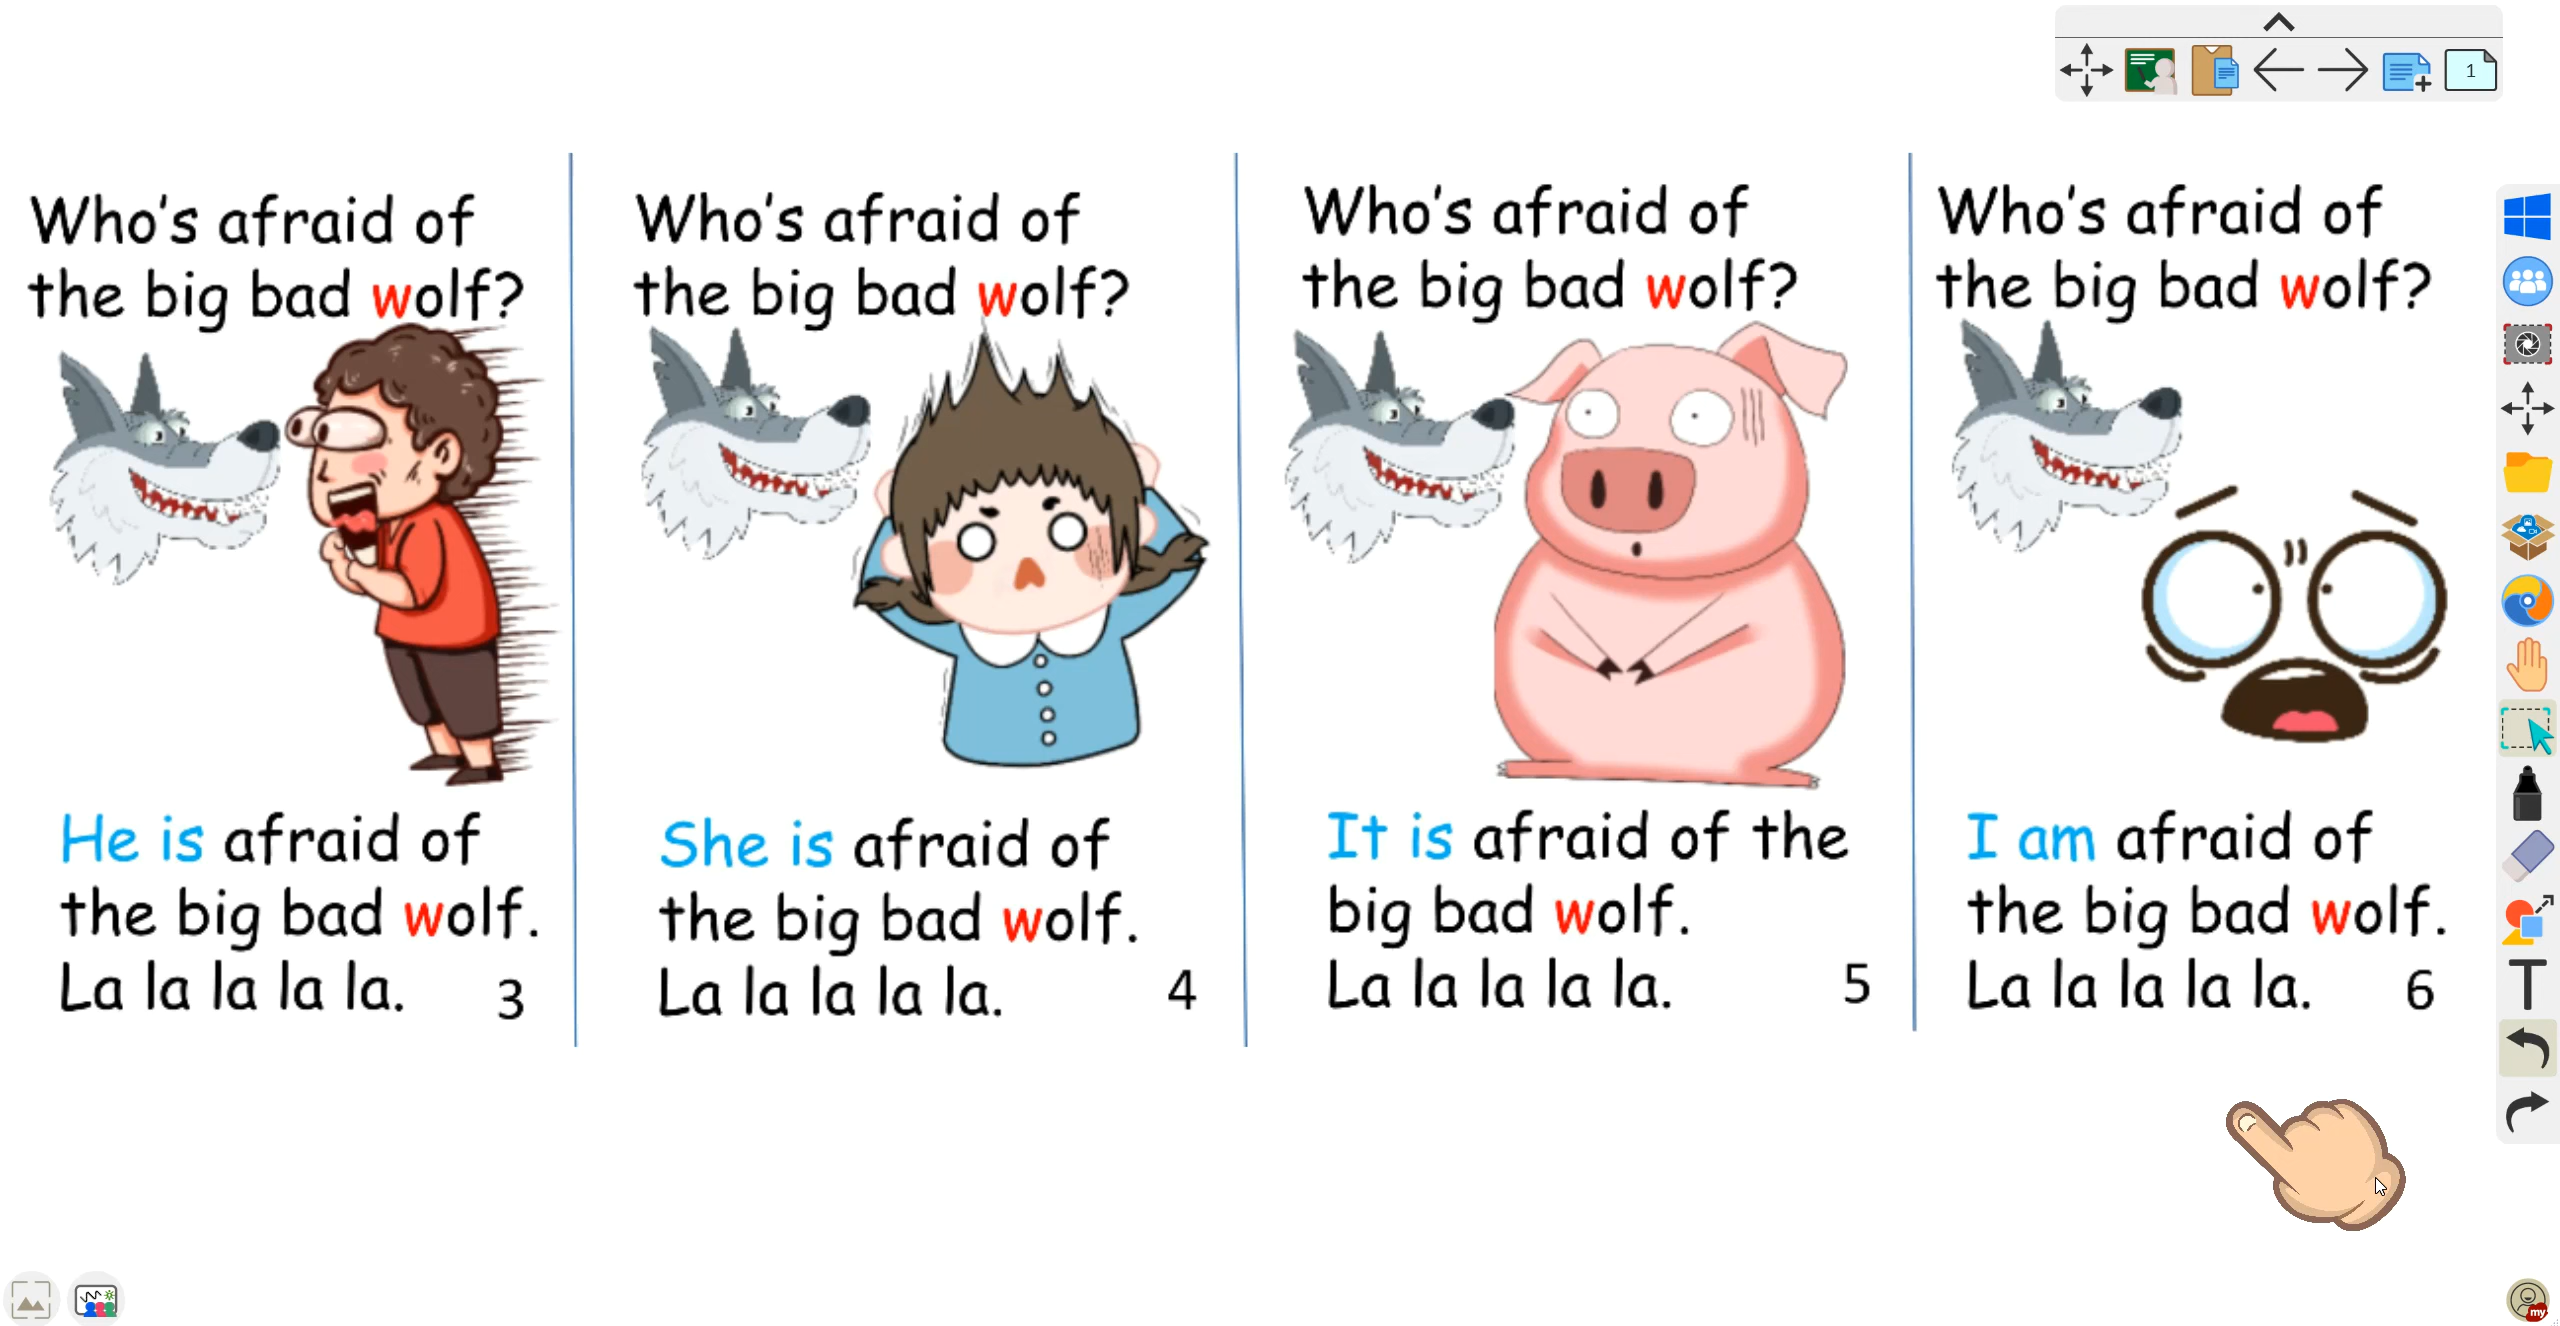 1
Who's afraid of
the big bad wolf?
He is afraid of
the big bad wolf.
La la la la la.
3
Who's afraid of
the big bad wolf?
She is afraid of
the big bad wolf.
La la la la la.
4
Who's afraid of
the big bad wolf?
It is afraid of the
big bad wolf.
La la la la la.
5
Who's afraid of
the big bad wolf?
I am afraid of
the big bad wolf.
La la la la la.
6
T
my